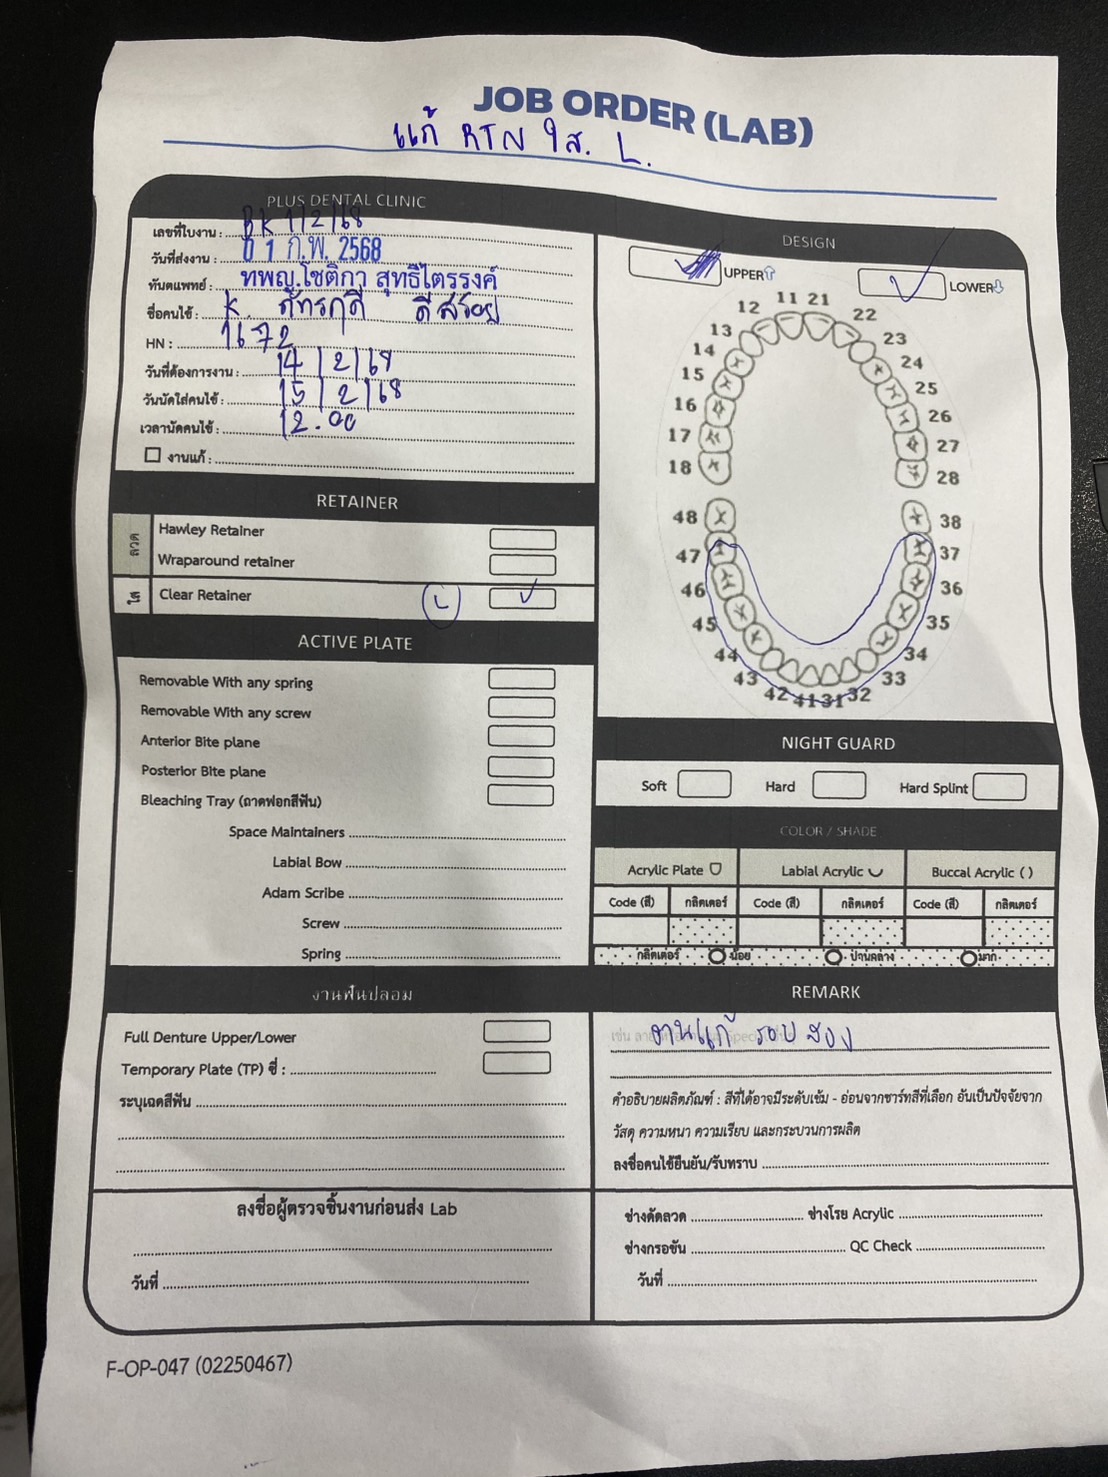 JOB ORDER (LAB)
แก้ RTN ใส. L.
PLUS DENTAL CLINIC
เลขที่ใบงาน : BK 1/2/68
วันที่ส่งงาน : 0 1 ก.พ. 2568
ทันตแพทย์ : ทพญ.โชติกา สุทธิไตรรงค์
ชื่อคนไข้ : K. ภัทรฤดี ดีสร้อย
HN : 1672
วันที่ต้องการงาน : 14/2/68
วันนัดใส่คนไข้ : 15/2/68
เวลานัดคนไข้ : 12.00
งานแก้ :
DESIGN
UPPER
LOWER
11 21
12 22
13 23
14 24
15 25
16 26
17 27
18 28
48 38
47 37
46 36
45 35
44 34
43 33
42 41 31 32
RETAINER
ลวด
Hawley Retainer
Wraparound retainer
ใส
Clear Retainer L
ACTIVE PLATE
Removable With any spring
Removable With any screw
Anterior Bite plane
Posterior Bite plane
Bleaching Tray (ถาดฟอกสีฟัน)
Space Maintainers
Labial Bow
Adam Scribe
Screw
Spring
NIGHT GUARD
Soft Hard Hard Splint
COLOR / SHADE
Acrylic Plate Labial Acrylic Buccal Acrylic ( )
Code (สี) กลิตเตอร์ Code (สี) กลิตเตอร์ Code (สี) กลิตเตอร์
กลิตเตอร์ น้อย ปานกลาง มาก
งานฟันปลอม
Full Denture Upper/Lower
Temporary Plate (TP) ซี่ :
ระบุเฉดสีฟัน
REMARK
งานแก้ รอบสอง
คำอธิบายผลิตภัณฑ์ : สีที่ได้อาจมีระดับเข้ม - อ่อนจากชาร์ทสีที่เลือก อันเป็นปัจจัยจาก
วัสดุ ความหนา ความเรียบ และกระบวนการผลิต
ลงชื่อคนไข้ยืนยัน/รับทราบ
ลงชื่อผู้ตรวจชิ้นงานก่อนส่ง Lab
วันที่
ช่างดัดลวด ช่างโรย Acrylic
ช่างกรอขัน QC Check
วันที่
F-OP-047 (02250467)